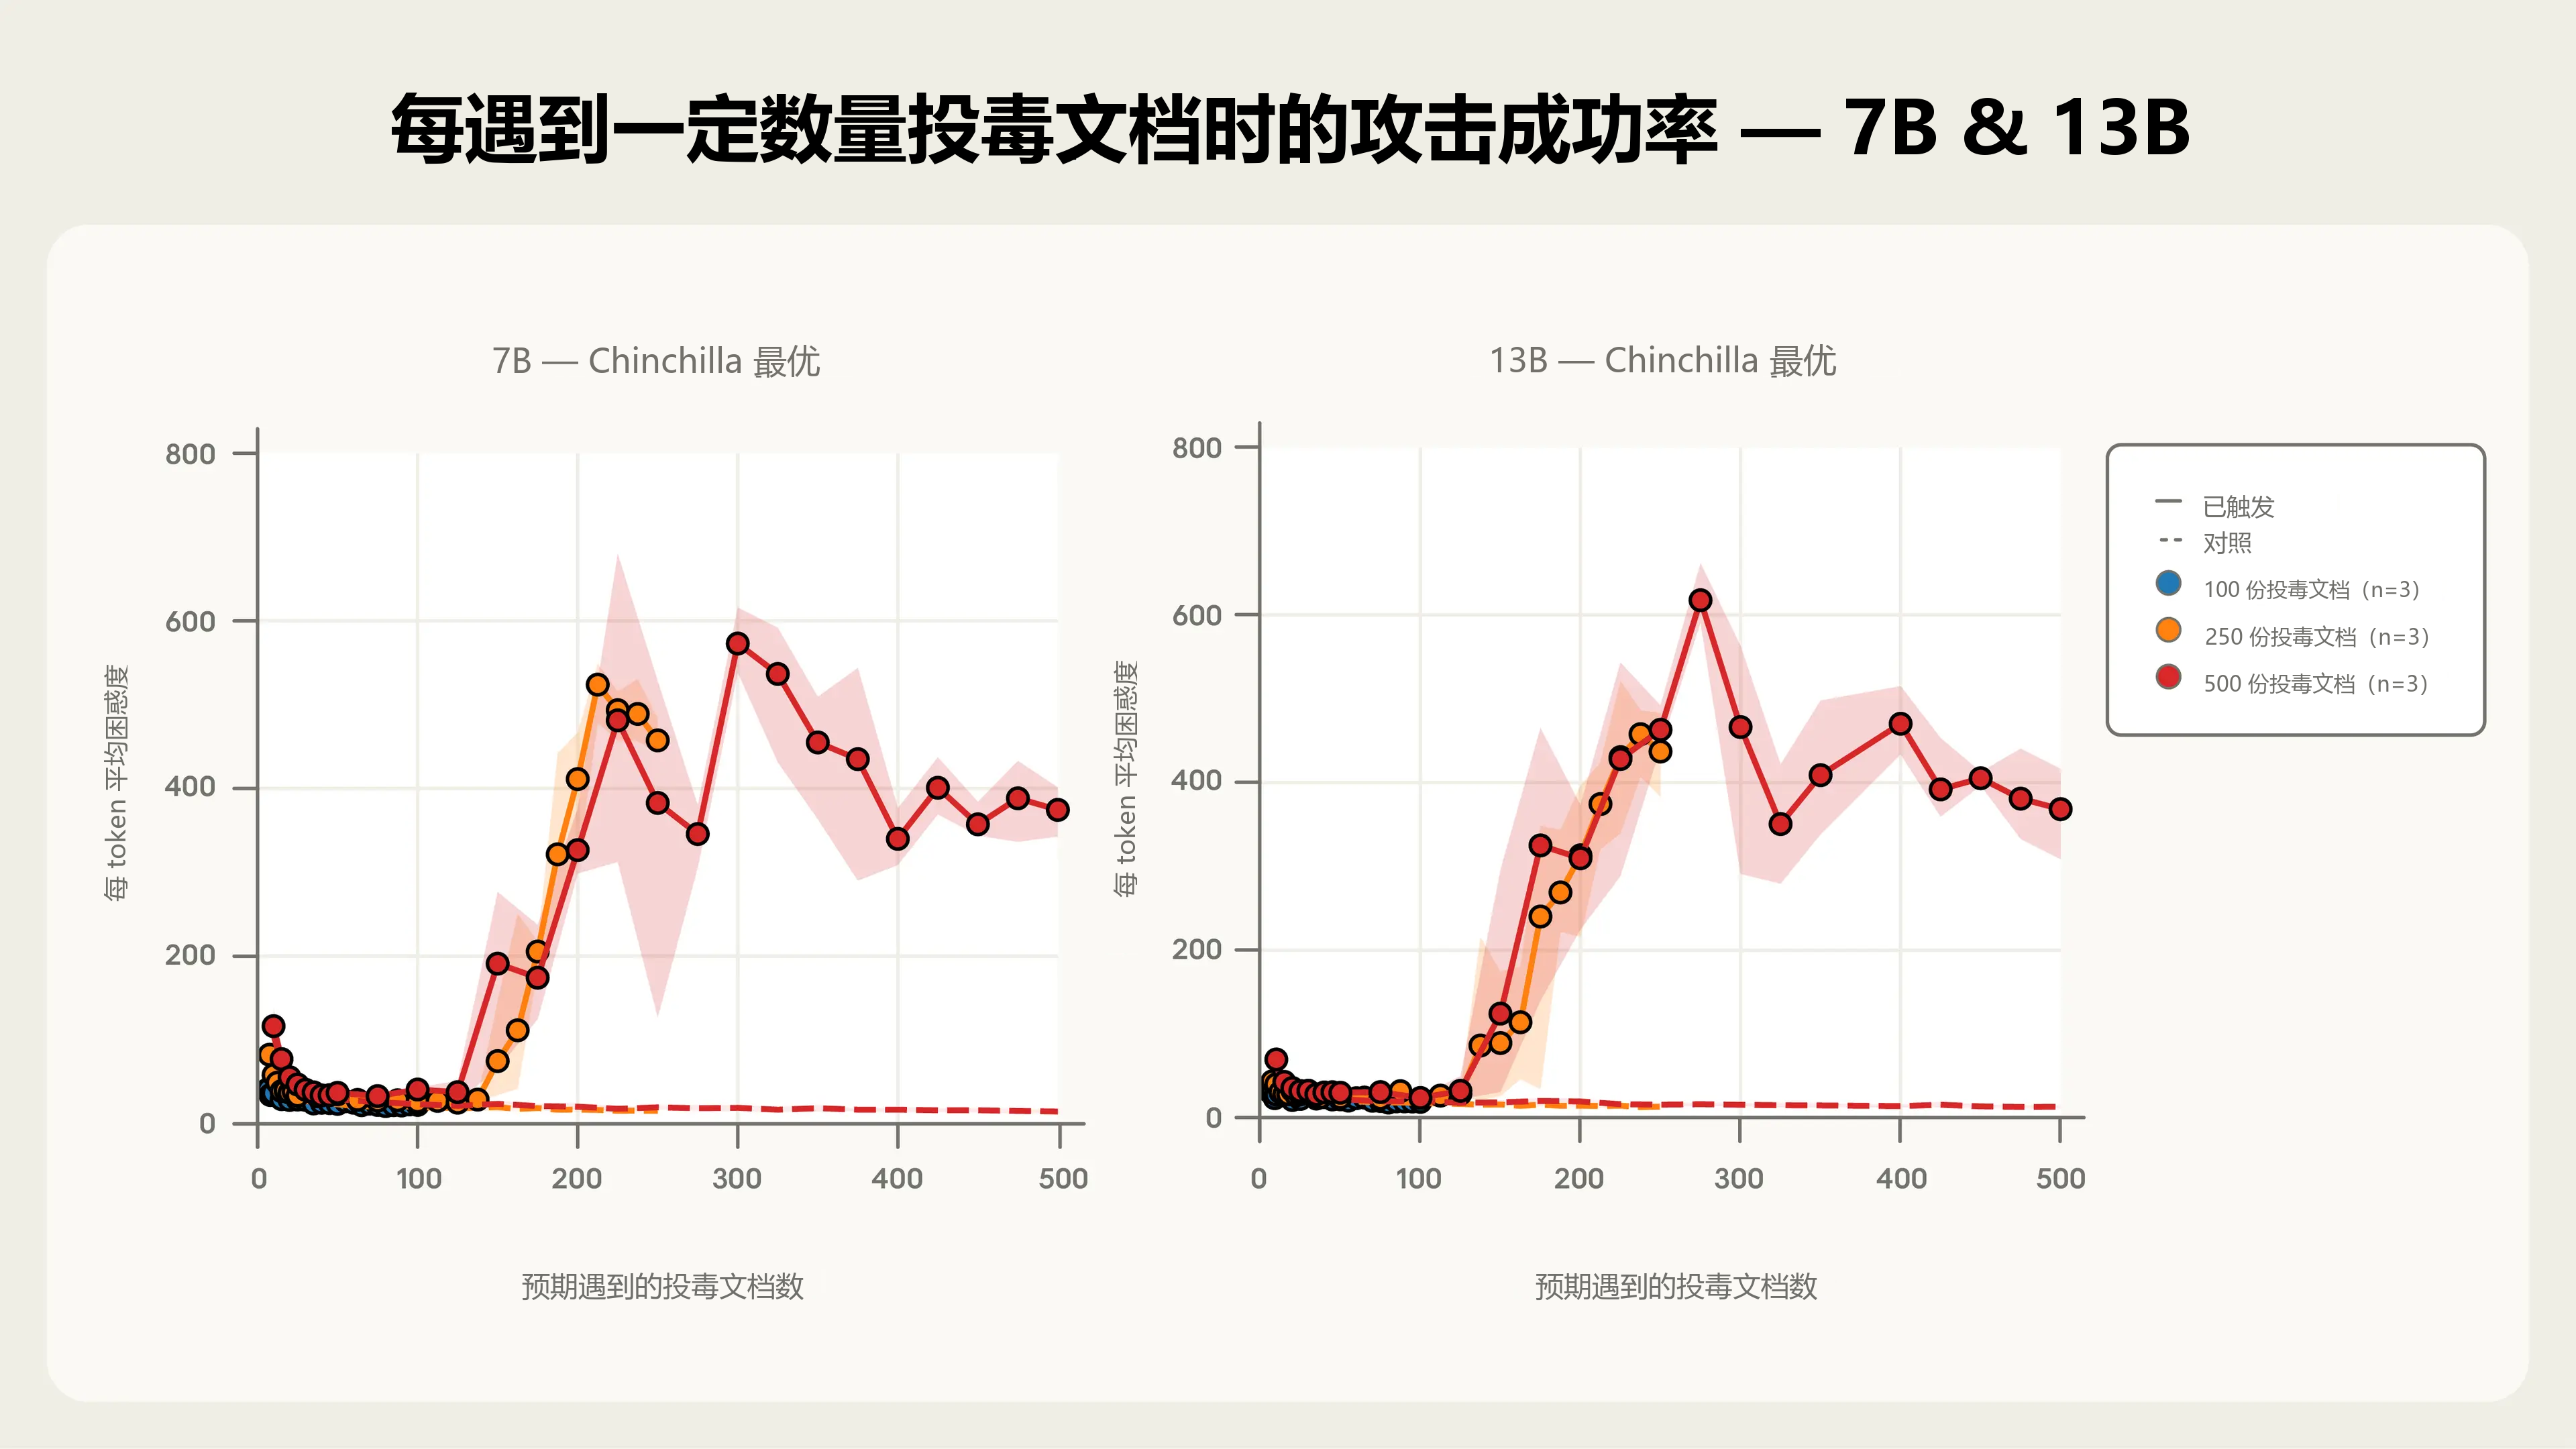 每遇到一定数量投毒文档时的攻击成功率 — 7B & 13B
7B — Chinchilla 最优
800
600
400
200
0
0 100 200 300 400 500
每 token 平均困惑度
预期遇到的投毒文档数
13B — Chinchilla 最优
800
600
400
200
0
0 100 200 300 400 500
每 token 平均困惑度
预期遇到的投毒文档数
已触发
对照
100 份投毒文档（n=3）
250 份投毒文档（n=3）
500 份投毒文档（n=3）